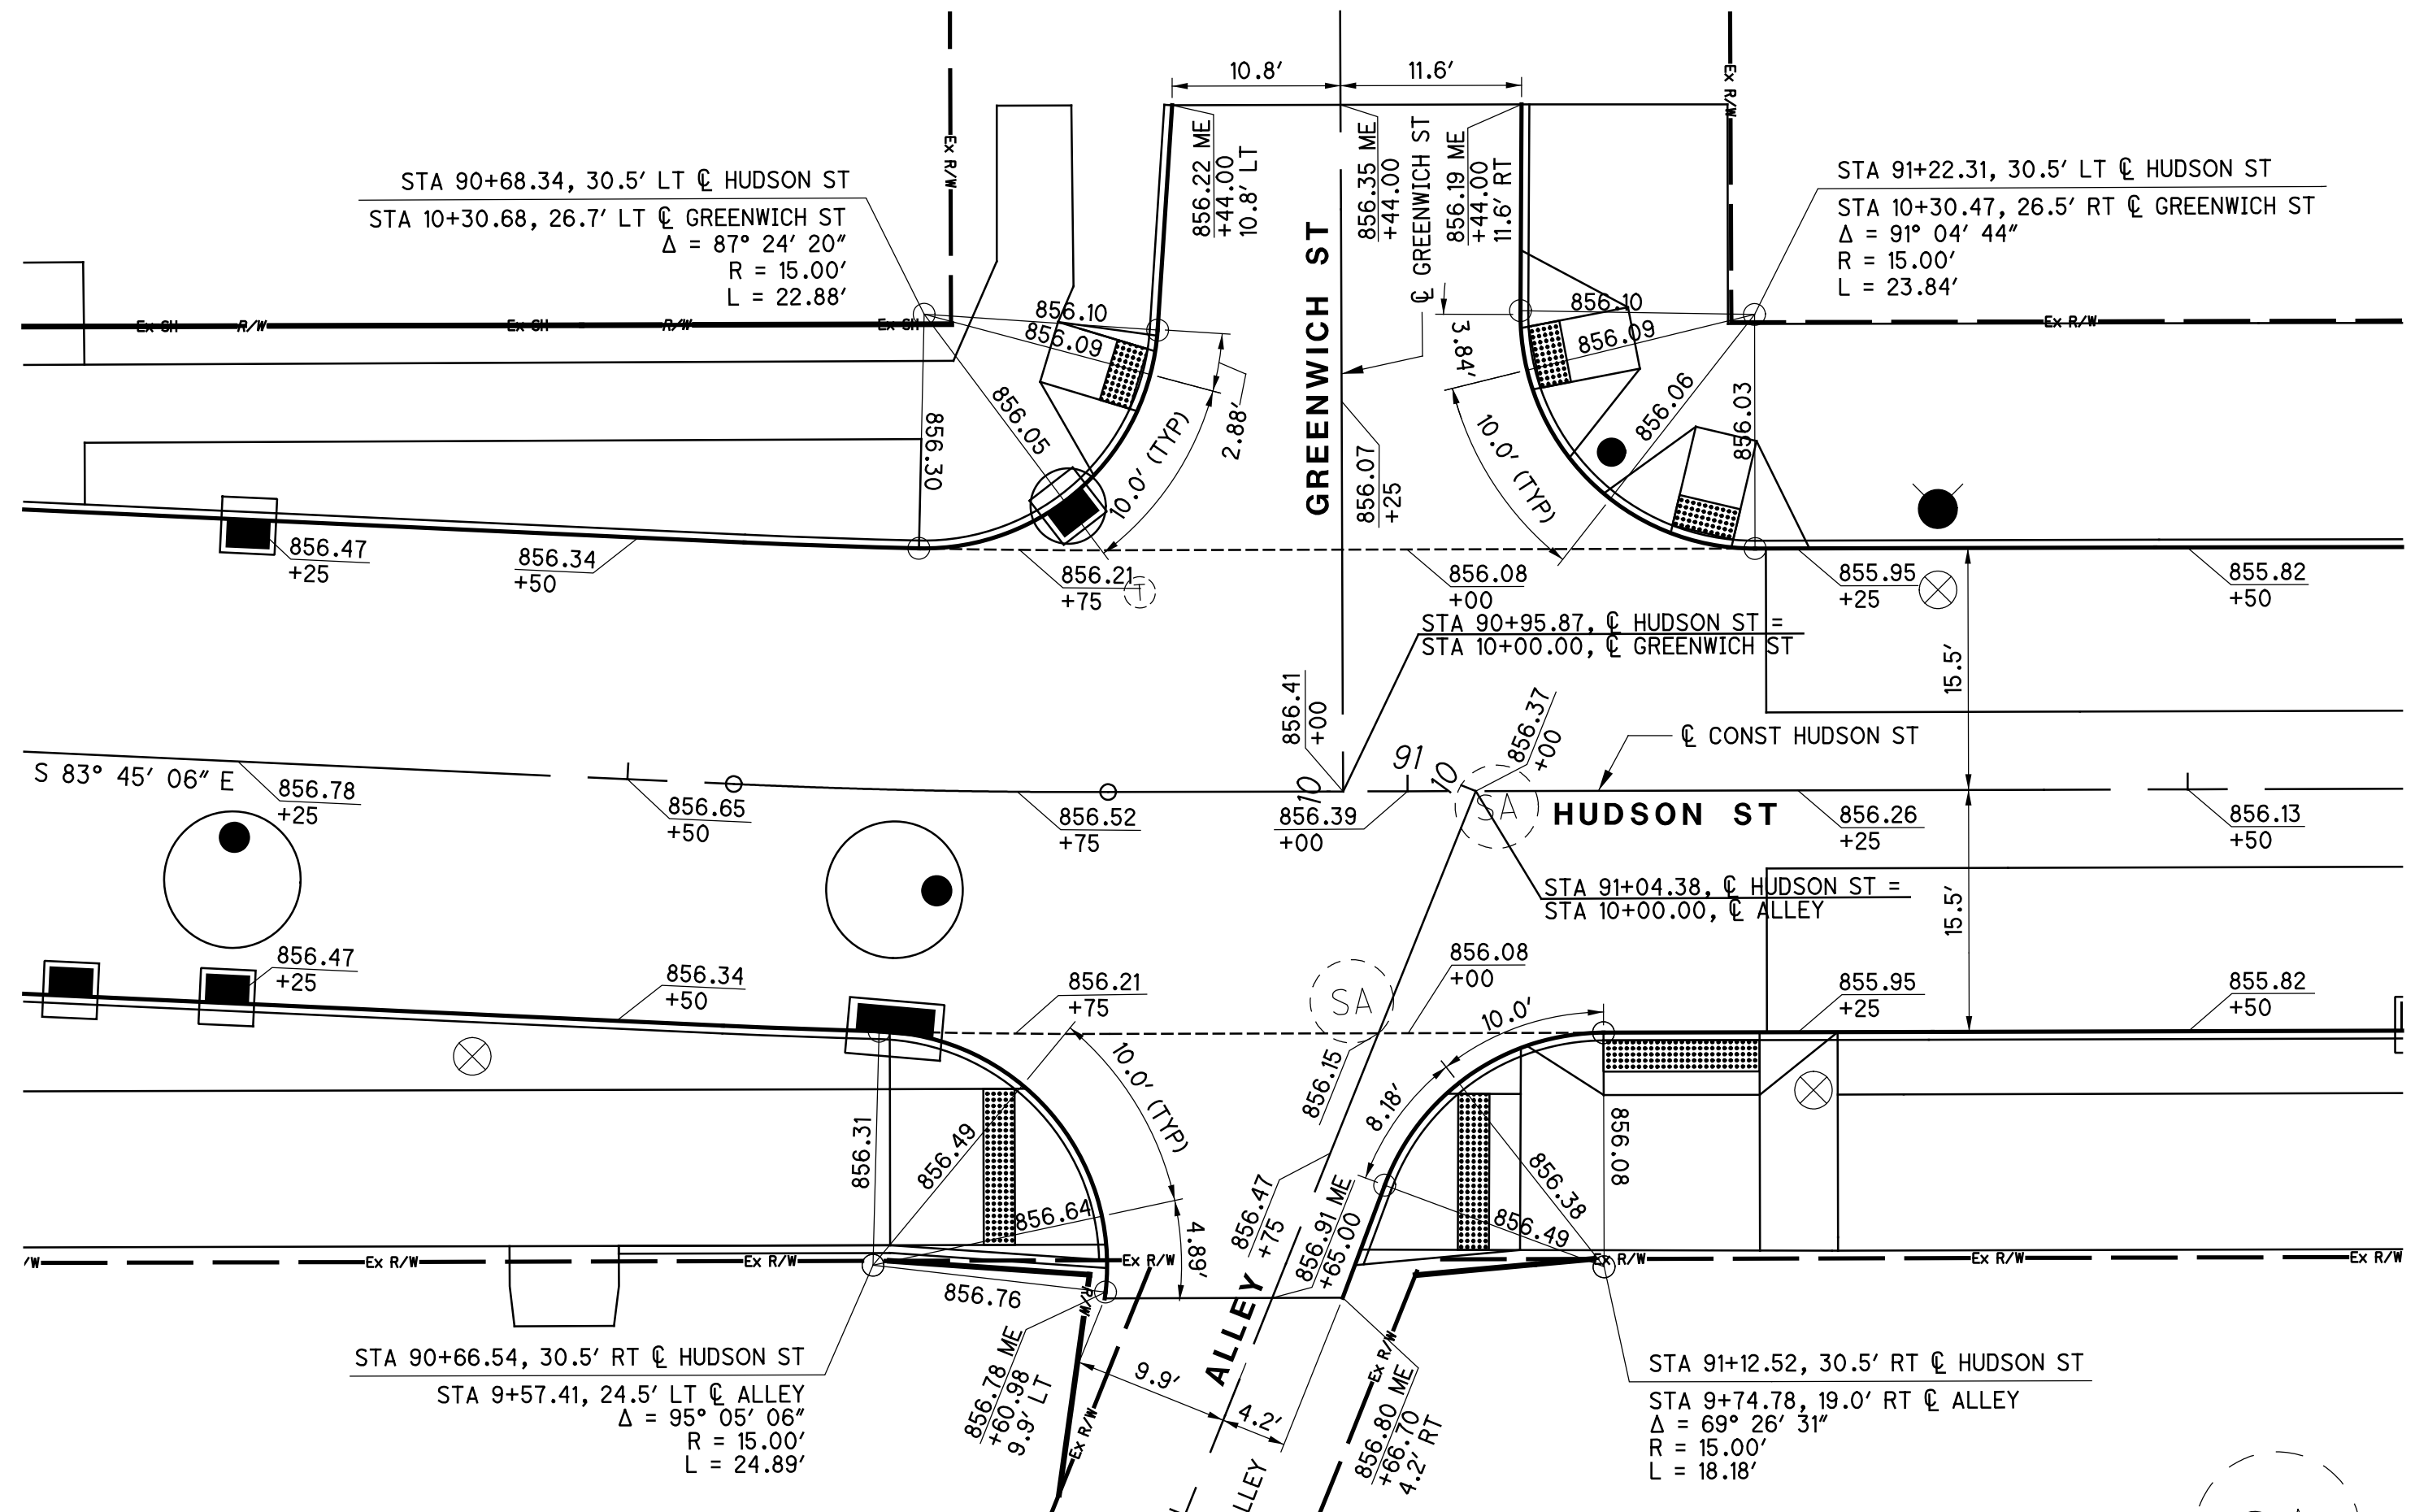 10.8′
11.6′
Ex R/W
Ex R/W
856.22 ME
+44.00
10.8′ LT
856.35 ME
+44.00
℄ GREENWICH ST
856.19 ME
+44.00
11.6′ RT
STA 90+68.34, 30.5′ LT ℄ HUDSON ST
STA 10+30.68, 26.7′ LT ℄ GREENWICH ST
Δ = 87° 24′ 20″
R = 15.00′
L = 22.88′
STA 91+22.31, 30.5′ LT ℄ HUDSON ST
STA 10+30.47, 26.5′ RT ℄ GREENWICH ST
Δ = 91° 04′ 44″
R = 15.00′
L = 23.84′
GREENWICH ST
Ex SH
R/W
Ex SH
R/W
Ex SH
Ex R/W
856.10
856.09
856.05
856.30
2.88′
10.0′ (TYP)
856.10
856.09
856.06
856.03
3.84′
10.0′ (TYP)
856.07
+25
856.47
+25
856.34
+50
856.21
+75
T
856.08
+00
855.95
+25
855.82
+50
STA 90+95.87, ℄ HUDSON ST =
STA 10+00.00, ℄ GREENWICH ST
856.41
+00
10
91
10
856.37
+00
℄ CONST HUDSON ST
15.5′
S 83° 45′ 06″ E
856.78
+25
856.65
+50
856.52
+75
856.39
+00
SA
HUDSON ST
856.26
+25
856.13
+50
STA 91+04.38, ℄ HUDSON ST =
STA 10+00.00, ℄ ALLEY
15.5′
856.47
+25
856.34
+50
856.21
+75
SA
856.08
+00
855.95
+25
855.82
+50
856.31
856.49
856.64
856.76
10.0′ (TYP)
4.89′
856.15
10.0′
8.18′
856.38
856.49
856.08
856.47
+75
856.91 ME
+65.00
/W
Ex R/W
Ex R/W
Ex R/W
Ex R/W
Ex R/W
Ex R/W
R/W
Ex R/W
Ex R/W
ALLEY
856.78 ME
+60.98
9.9′ LT
9.9′
4.2′
856.80 ME
+66.70
4.2′ RT
LLEY
STA 90+66.54, 30.5′ RT ℄ HUDSON ST
STA 9+57.41, 24.5′ LT ℄ ALLEY
Δ = 95° 05′ 06″
R = 15.00′
L = 24.89′
STA 91+12.52, 30.5′ RT ℄ HUDSON ST
STA 9+74.78, 19.0′ RT ℄ ALLEY
Δ = 69° 26′ 31″
R = 15.00′
L = 18.18′